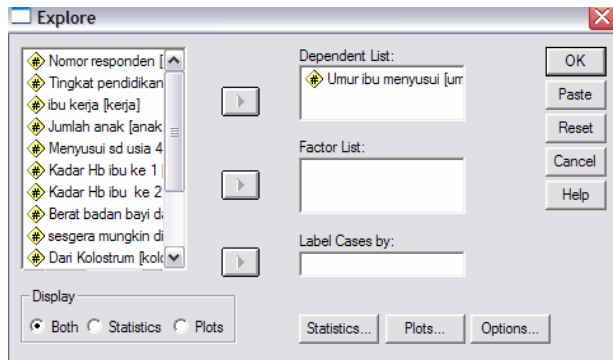 Explore
Nomor responden [
Tingkat pendidikan
ibu kerja [kerja]
Jumlah anak [anak
Menyusui sd usia 4
Kadar Hb ibu ke 1 [
Kadar Hb ibu ke 2
Berat badan bayi da
sesgera mungkin di
Dari Kolostrum [kolo
Display
Both
Statistics
Plots
Dependent List:
Umur ibu menyusui [um
Factor List:
Label Cases by:
Statistics...
Plots...
Options...
OK
Paste
Reset
Cancel
Help